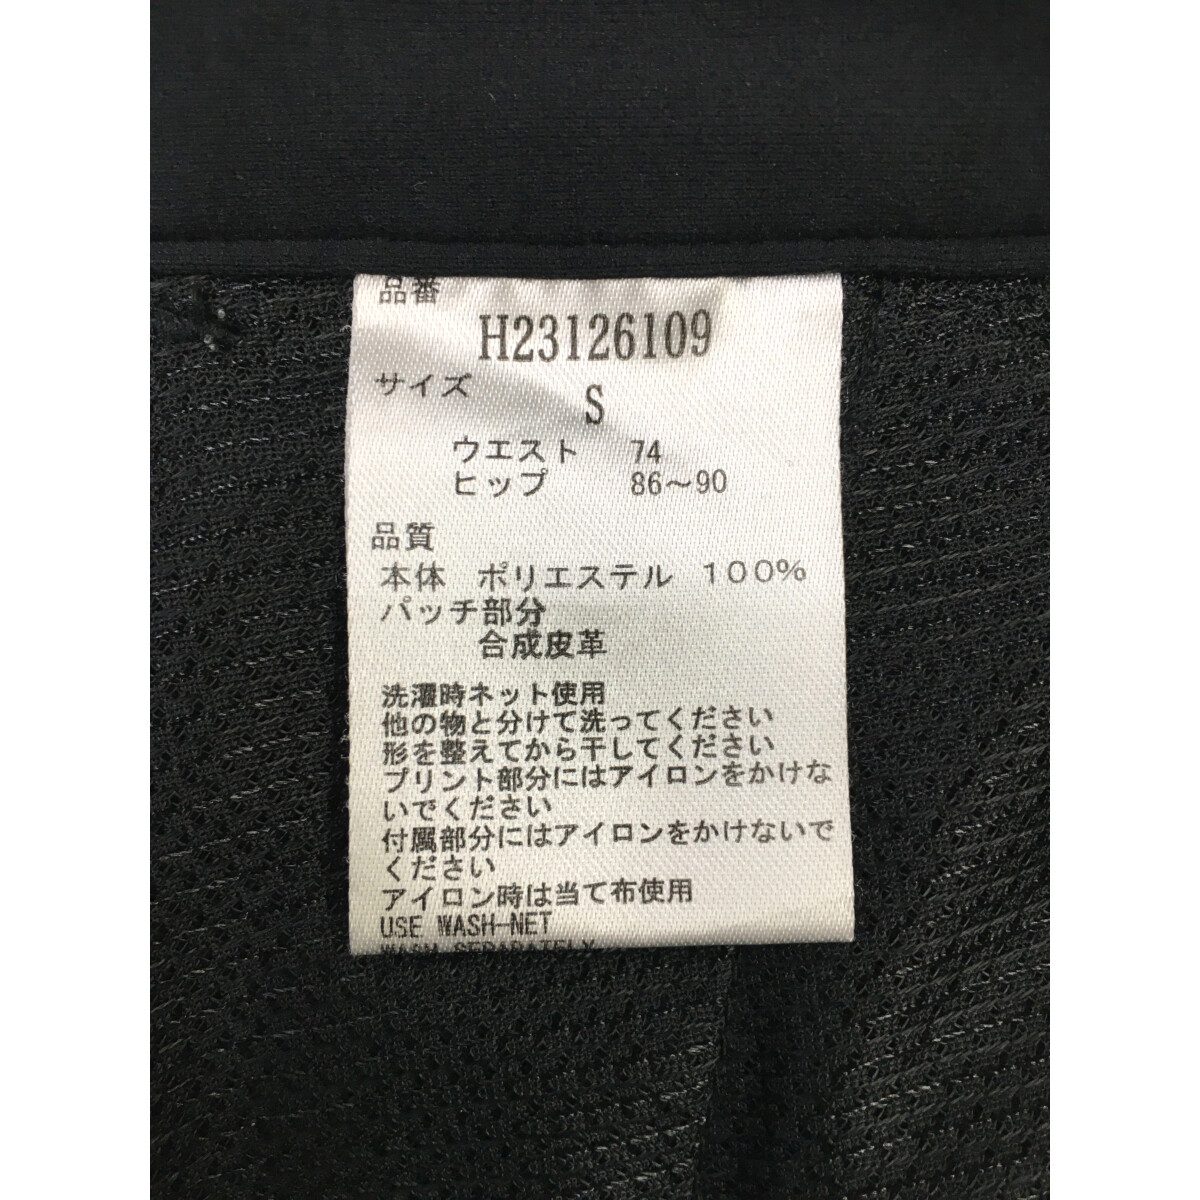 品番
H23126109
サイズ
S
ウエスト 74
ヒップ 86～90
品質
本体 ポリエステル 100%
パッチ部分
合成皮革
洗濯時ネット使用
他の物と分けて洗ってください
形を整えてから干してください
プリント部分にはアイロンをかけな
いでください
付属部分にはアイロンをかけないで
ください
アイロン時は当て布使用
USE WASH-NET
WASH SEPARATELY